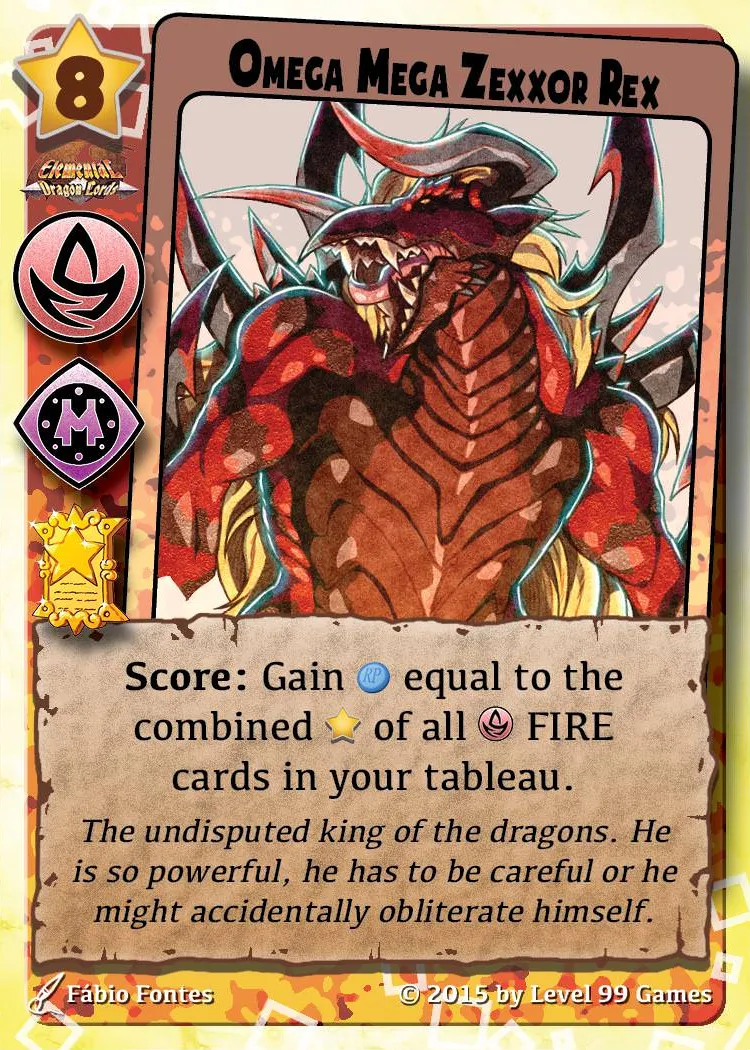 8
Omega Mega Zexxor Rex
Elemental
Dragon Lords
M
Score: Gain RP equal to the
combined of all FIRE
cards in your tableau.
The undisputed king of the dragons. He
is so powerful, he has to be careful or he
might accidentally obliterate himself.
Fábio Fontes
© 2015 by Level 99 Games